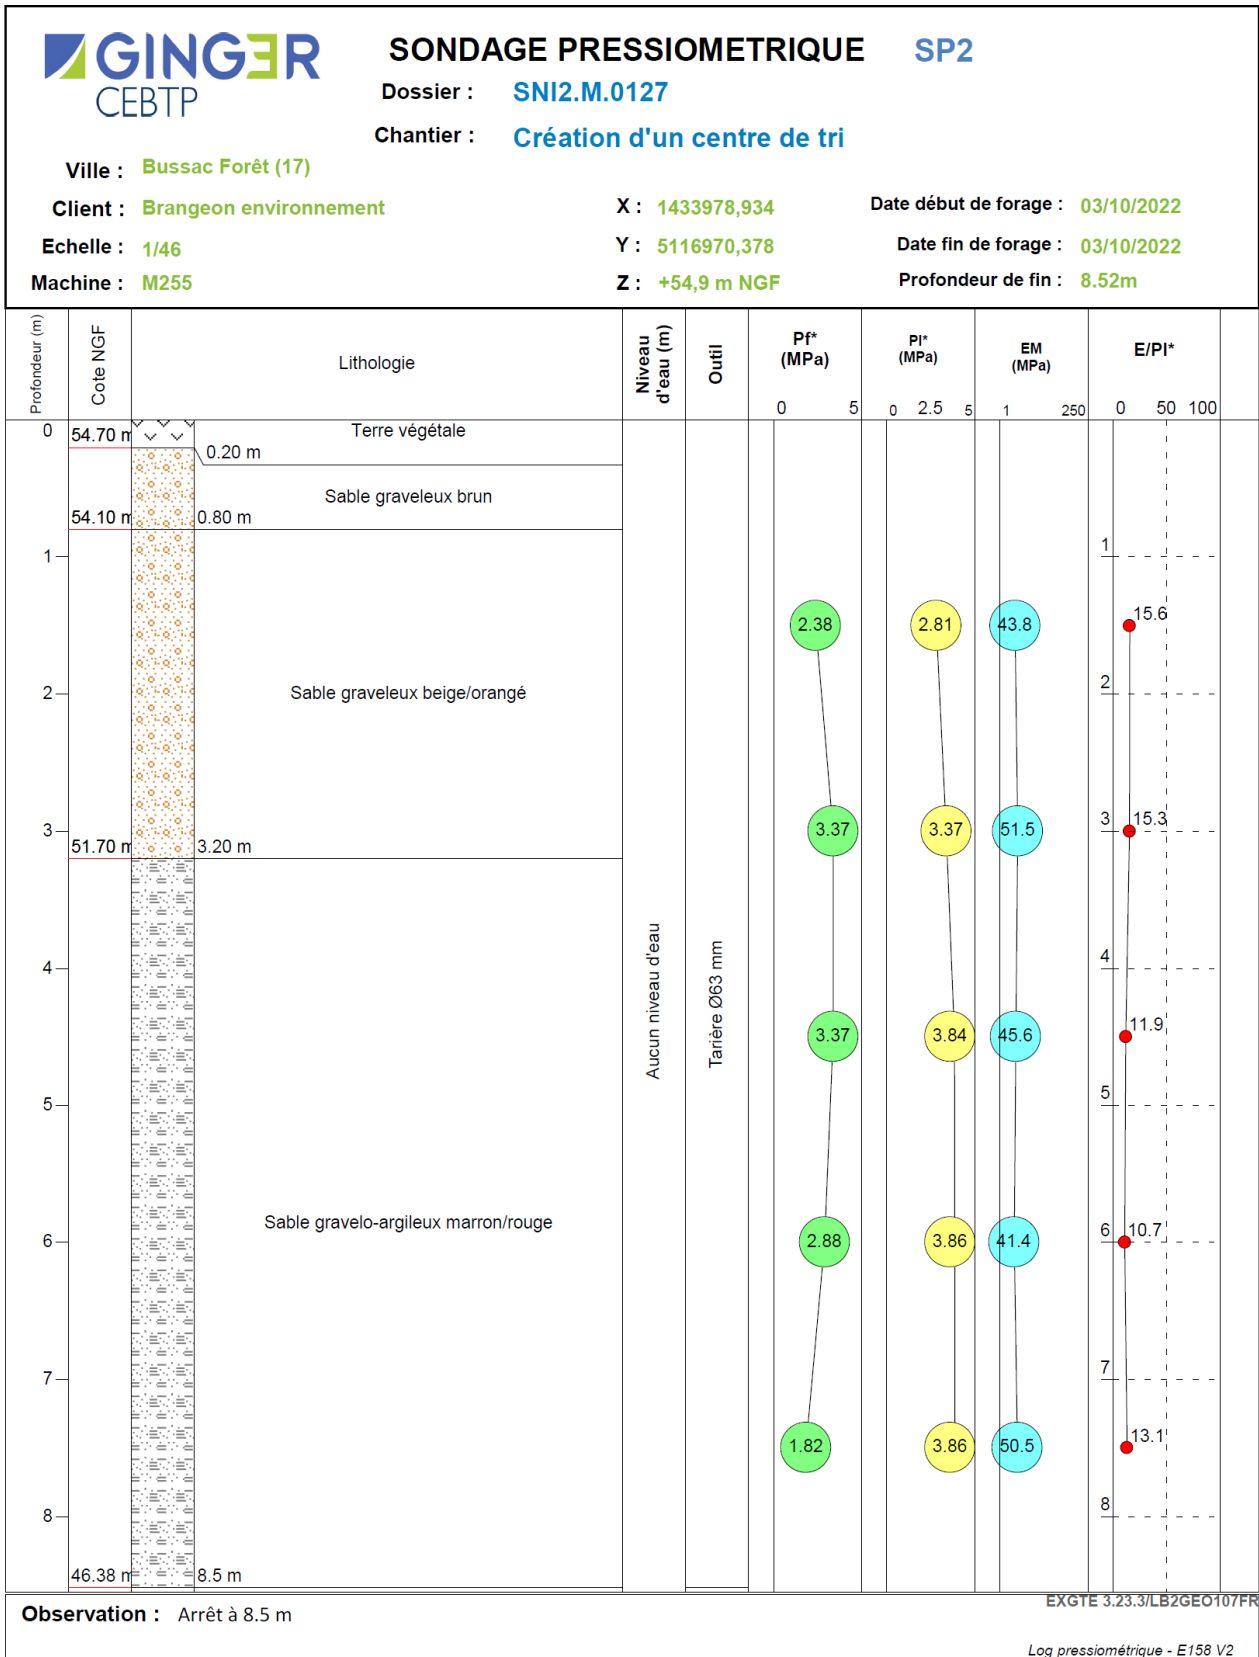 GINGER
CEBTP
SONDAGE PRESSIOMETRIQUE SP2
Dossier : SNI2.M.0127
Chantier : Création d'un centre de tri
Ville : Bussac Forêt (17)
Client : Brangeon environnement
X : 1433978,934
Date début de forage : 03/10/2022
Echelle : 1/46
Y : 5116970,378
Date fin de forage : 03/10/2022
Machine : M255
Z : +54,9 m NGF
Profondeur de fin : 8.52m
Profondeur (m)
Cote NGF
Lithologie
Niveau d'eau (m)
Outil
Pf*
(MPa)
0 5
Pl*
(MPa)
0 2.5 5
EM
(MPa)
1 250
E/Pl*
0 50 100
0
54.70 m
Terre végétale
0.20 m
Sable graveleux brun
54.10 m
0.80 m
1
1
2.38
2.81
43.8
15.6
2
Sable graveleux beige/orangé
2
3
3.37
3.37
51.5
3
15.3
51.70 m
3.20 m
Aucun niveau d'eau
Tarière Ø63 mm
4
4
3.37
3.84
45.6
11.9
5
5
Sable gravelo-argileux marron/rouge
6
2.88
3.86
41.4
6
10.7
7
7
1.82
3.86
50.5
13.1
8
8
46.38 m
8.5 m
Observation : Arrêt à 8.5 m
EXGTE 3.23.3/LB2GEO107FR
Log pressiométrique - E158 V2